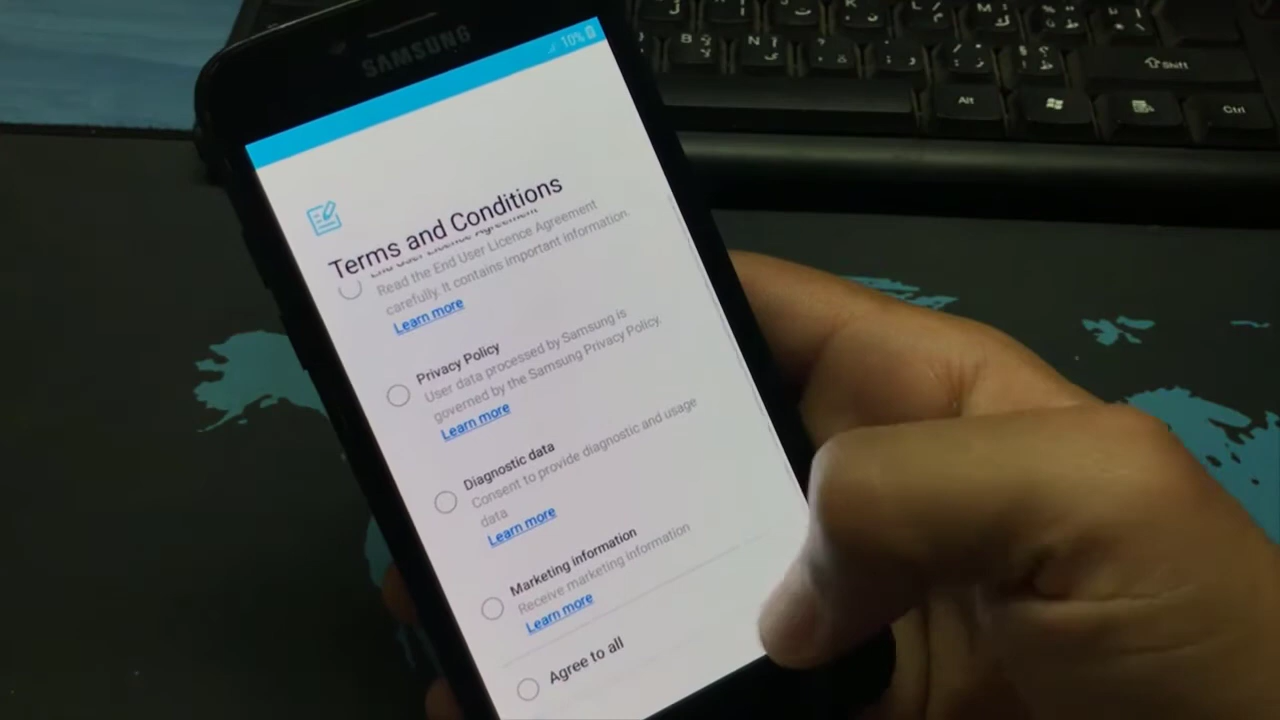 SAMSUNG
10%
Terms and Conditions
End User Licence Agreement
Read the End User Licence Agreement
carefully. It contains important information.
Learn more
Privacy Policy
User data processed by Samsung is
governed by the Samsung Privacy Policy.
Learn more
Diagnostic data
Consent to provide diagnostic and usage
data
Learn more
Marketing information
Receive marketing information
Learn more
Agree to all
Shift
Alt
Ctrl